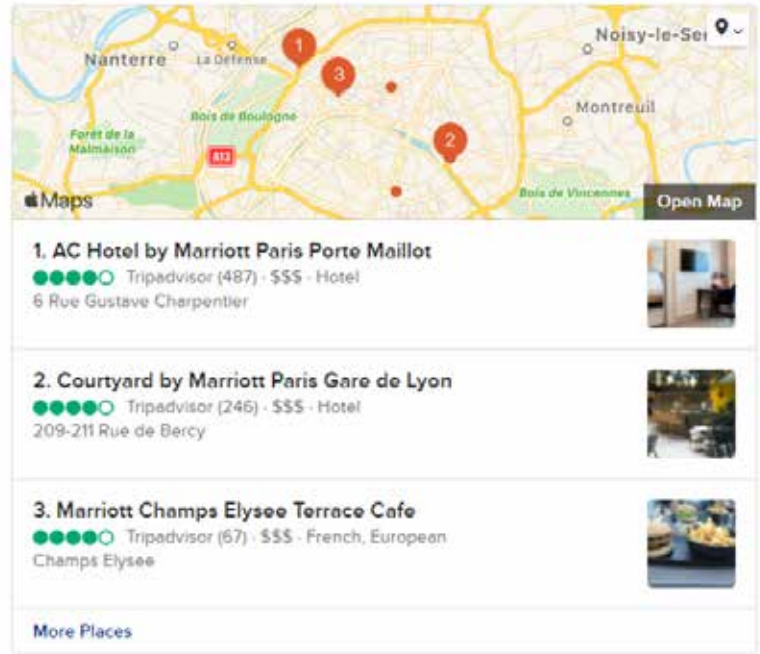 Nanterre
La Défense
Noisy-le-Se
Bois de Boulogne
Montreuil
Forêt de la
Malmaison
A13
1
3
2
Bois de Vincennes
Maps
Open Map
1. AC Hotel by Marriott Paris Porte Maillot
Tripadvisor (487) · $$$ · Hotel
6 Rue Gustave Charpentier
2. Courtyard by Marriott Paris Gare de Lyon
Tripadvisor (246) · $$$ · Hotel
209-211 Rue de Bercy
3. Marriott Champs Elysee Terrace Cafe
Tripadvisor (67) · $$$ · French, European
Champs Elysee
More Places